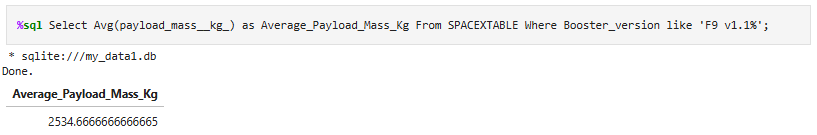 %sql Select Avg(payload_mass__kg_) as Average_Payload_Mass_Kg From SPACEXTABLE Where Booster_version like 'F9 v1.1%';
* sqlite:///my_data1.db
Done.
Average_Payload_Mass_Kg
2534.6666666666665